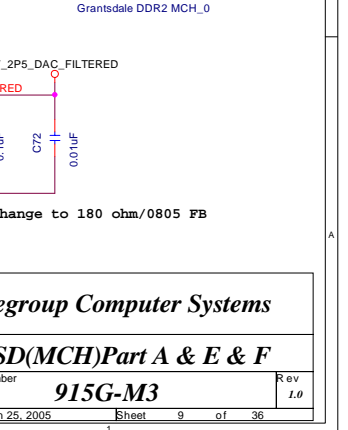 Grantsdale DDR2 MCH_0
_2P5_DAC_FILTERED
RED
C72
0.01uF
hange to 180 ohm/0805 FB
A
egroup Computer Systems
SD(MCH)Part A & E & F
ber
915G-M3
Rev
1.0
25, 2005
Sheet 9 of 36
1